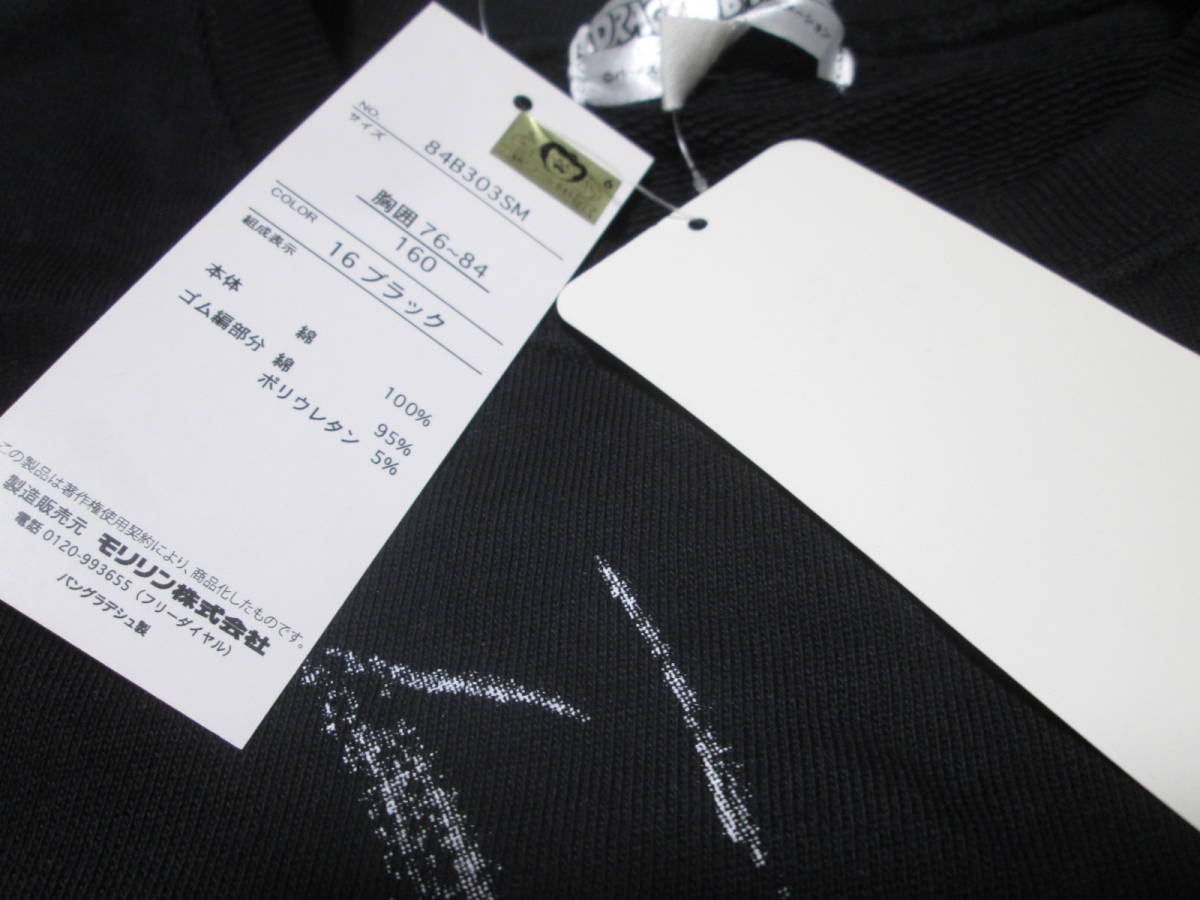 NO.
84B303SM
サイズ
胸囲 76~84
160
COLOR
16 ブラック
組成表示
本体 綿 100%
ゴム編部分 綿 95%
ポリウレタン 5%
この製品は著作権使用契約により、商品化したものです。
製造販売元 モリリン株式会社
電話 0120-993655 (フリーダイヤル)
バングラデシュ製